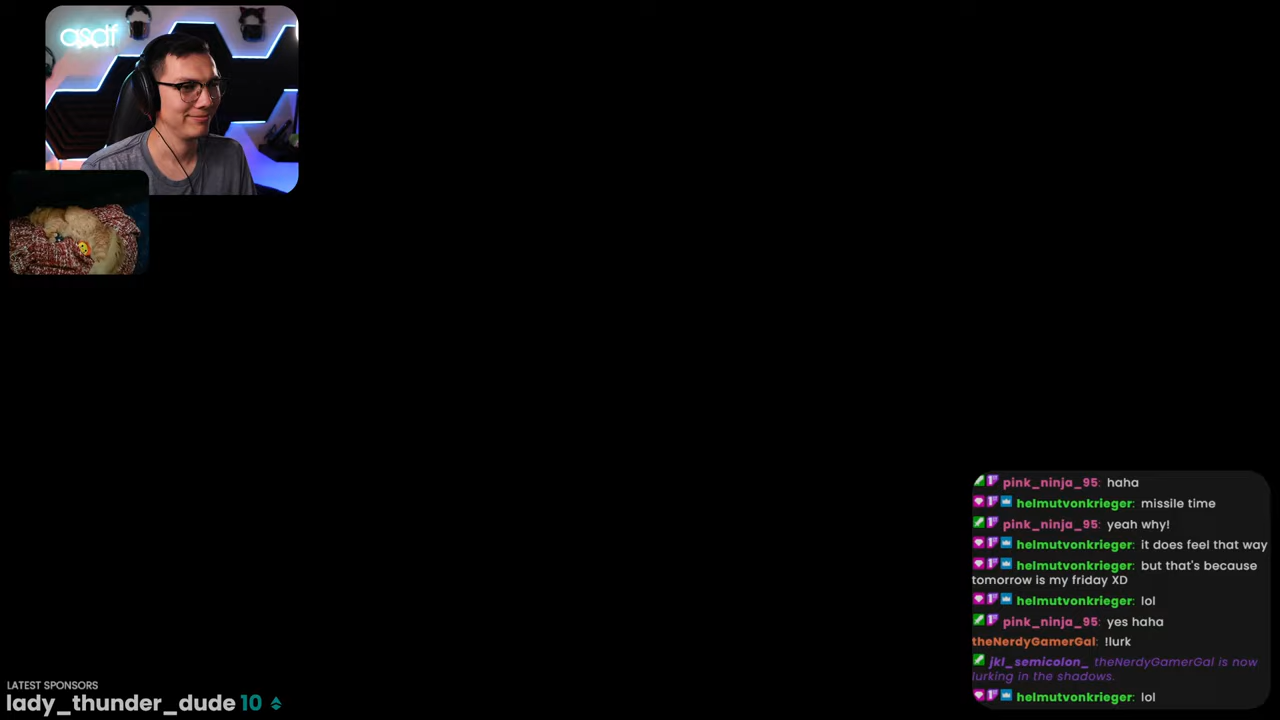 asdf
pink_ninja_95: haha
helmutvonkrieger: missile time
pink_ninja_95: yeah why!
helmutvonkrieger: it does feel that way
helmutvonkrieger: but that's because
tomorrow is my friday XD
helmutvonkrieger: lol
pink_ninja_95: yes haha
theNerdyGamerGal: !lurk
jkl_semicolon_ theNerdyGamerGal is now
lurking in the shadows.
helmutvonkrieger: lol
LATEST SPONSORS
lady_thunder_dude 10